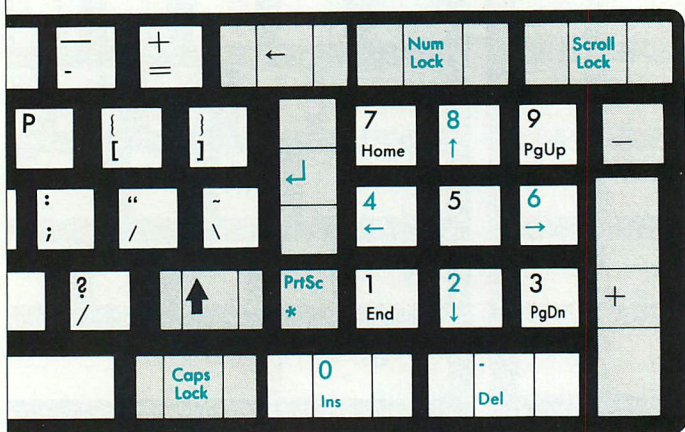 — + ← Num Scroll
- = Lock Lock
P { } 7 8 9
[ ] Home ↑ PgUp —
: “ ~ ↵ 4 5 6
; / \ ← →
? ⬆ PrtSc 1 2 3 +
/ * End ↓ PgDn
Caps 0 -
Lock Ins Del